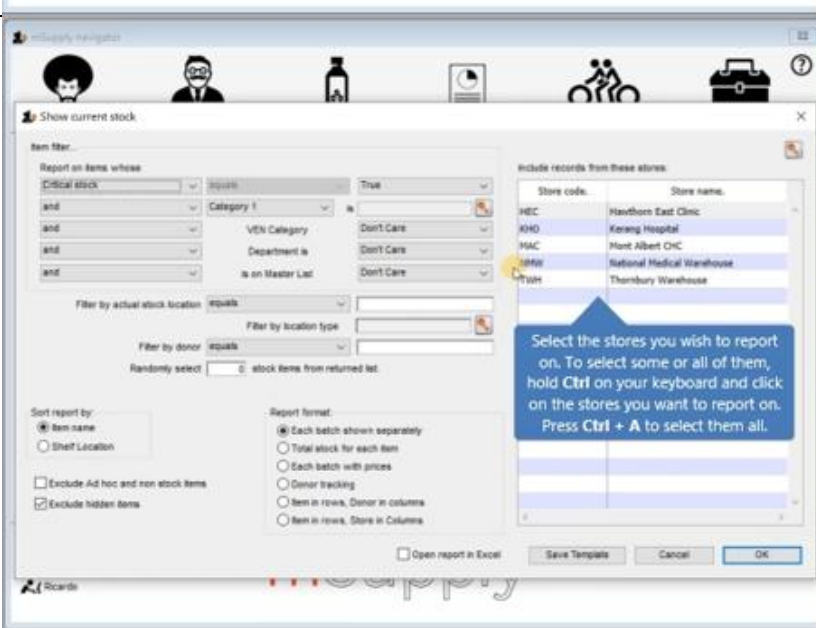 mSupply navigator
Show current stock
Item filter...
Report on items whose
Critical stock equals True
and Category 1 is
and VEN Category Don't Care
and Department is Don't Care
and is on Master List Don't Care
Filter by actual stock location equals
Filter by location type
Filter by donor equals
Randomly select 0 stock items from returned list.
Sort report by
Item name
Shelf Location
Exclude Ad hoc and non stock items
Exclude hidden items
Report format
Each batch shown separately
Total stock for each item
Each batch with prices
Donor tracking
Item in rows, Donor in columns
Item in rows, Store in Columns
Include records from these stores:
Store code. Store name.
HEC Hawthorn East Clinic
KHO Kerang Hospital
MAC Mont Albert CHC
NMW National Medical Warehouse
TWH Thornbury Warehouse
Select the stores you wish to report
on. To select some or all of them,
hold Ctrl on your keyboard and click
on the stores you want to report on.
Press Ctrl + A to select them all.
Open report in Excel Save Template Cancel OK
Ricardo
mSupply